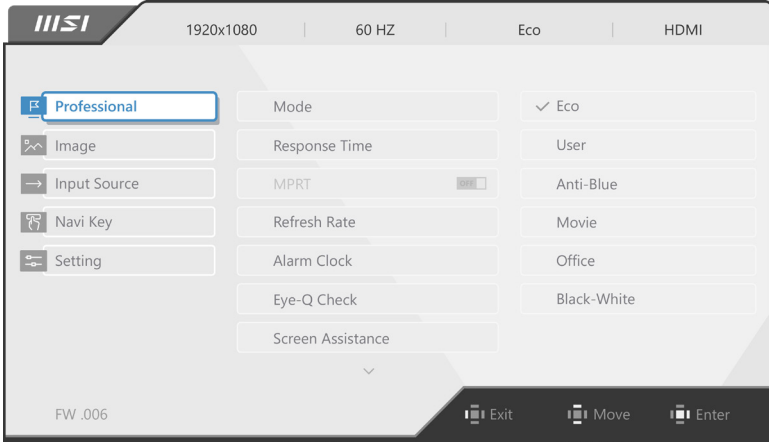 msi 1920x1080 60 HZ Eco HDMI
Professional Mode Eco
Image Response Time User
Input Source MPRT OFF Anti-Blue
Navi Key Refresh Rate Movie
Setting Alarm Clock Office
Eye-Q Check Black-White
Screen Assistance
FW .006 Exit Move Enter